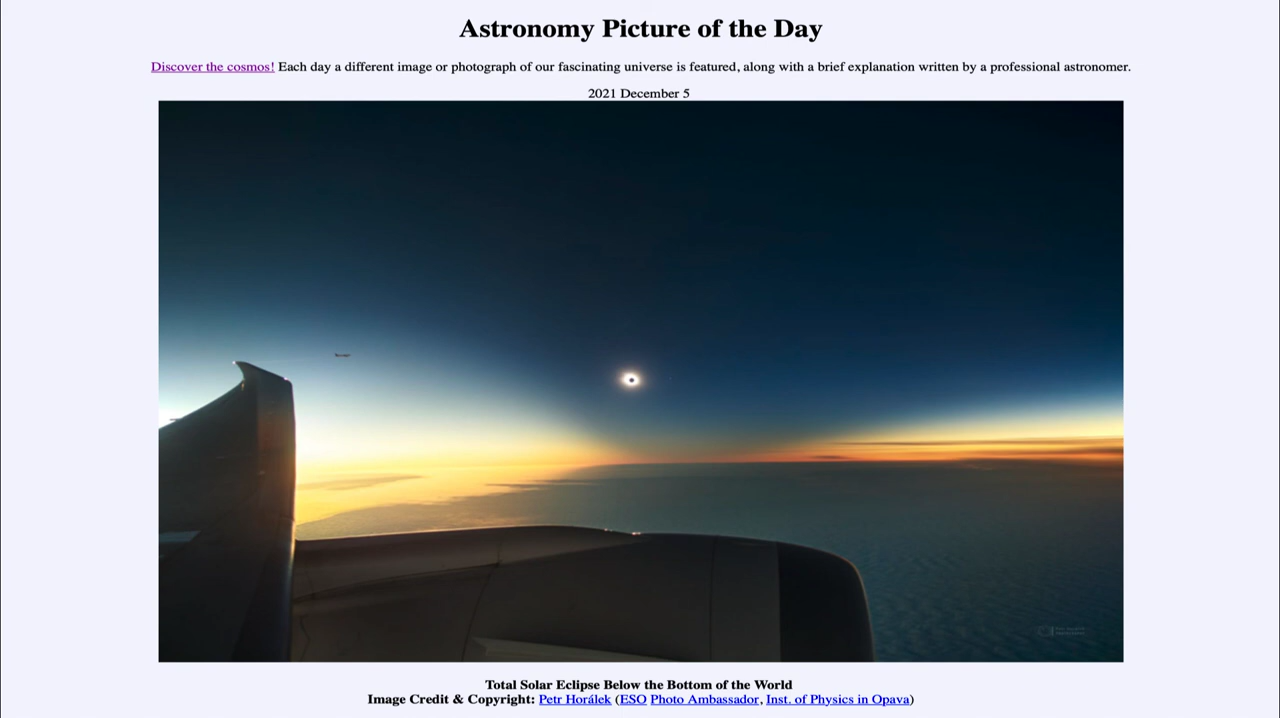 Astronomy Picture of the Day
Discover the cosmos! Each day a different image or photograph of our fascinating universe is featured, along with a brief explanation written by a professional astronomer.
2021 December 5
Total Solar Eclipse Below the Bottom of the World
Image Credit & Copyright: Petr Horálek (ESO Photo Ambassador, Inst. of Physics in Opava)